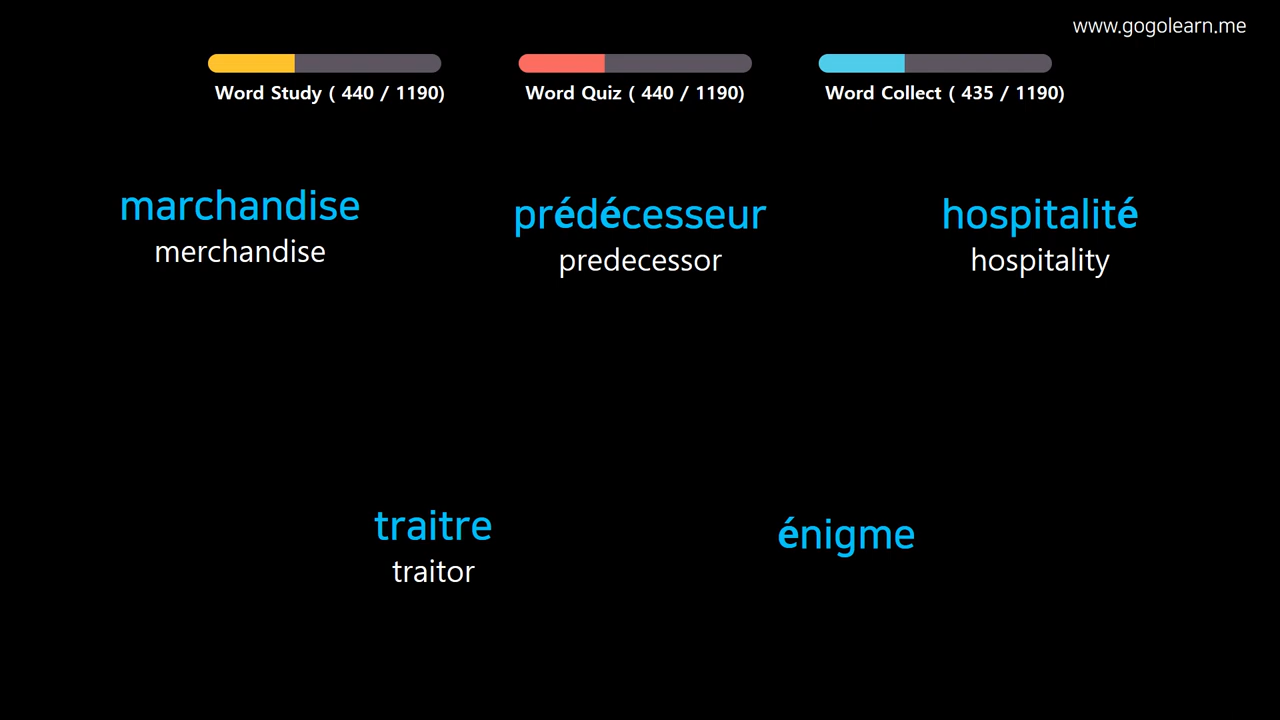 www.gogolearn.me
Word Study ( 440 / 1190)
Word Quiz ( 440 / 1190)
Word Collect ( 435 / 1190)
marchandise
merchandise
prédécesseur
predecessor
hospitalité
hospitality
traitre
traitor
énigme